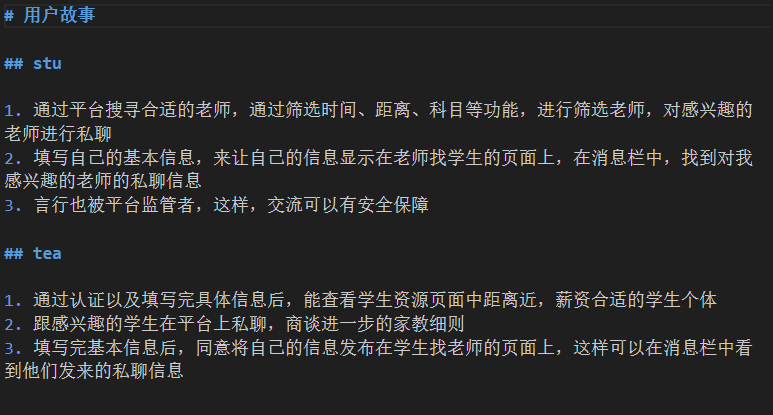 # 用户故事
## stu
1. 通过平台搜寻合适的老师，通过筛选时间、距离、科目等功能，进行筛选老师，对感兴趣的
老师进行私聊
2. 填写自己的基本信息，来让自己的信息显示在老师找学生的页面上，在消息栏中，找到对我
感兴趣的老师的私聊信息
3. 言行也被平台监管者，这样，交流可以有安全保障
## tea
1. 通过认证以及填写完具体信息后，能查看学生资源页面中距离近，薪资合适的学生个体
2. 跟感兴趣的学生在平台上私聊，商谈进一步的家教细则
3. 填写完基本信息后，同意将自己的信息发布在学生找老师的页面上，这样可以在消息栏中看
到他们发来的私聊信息